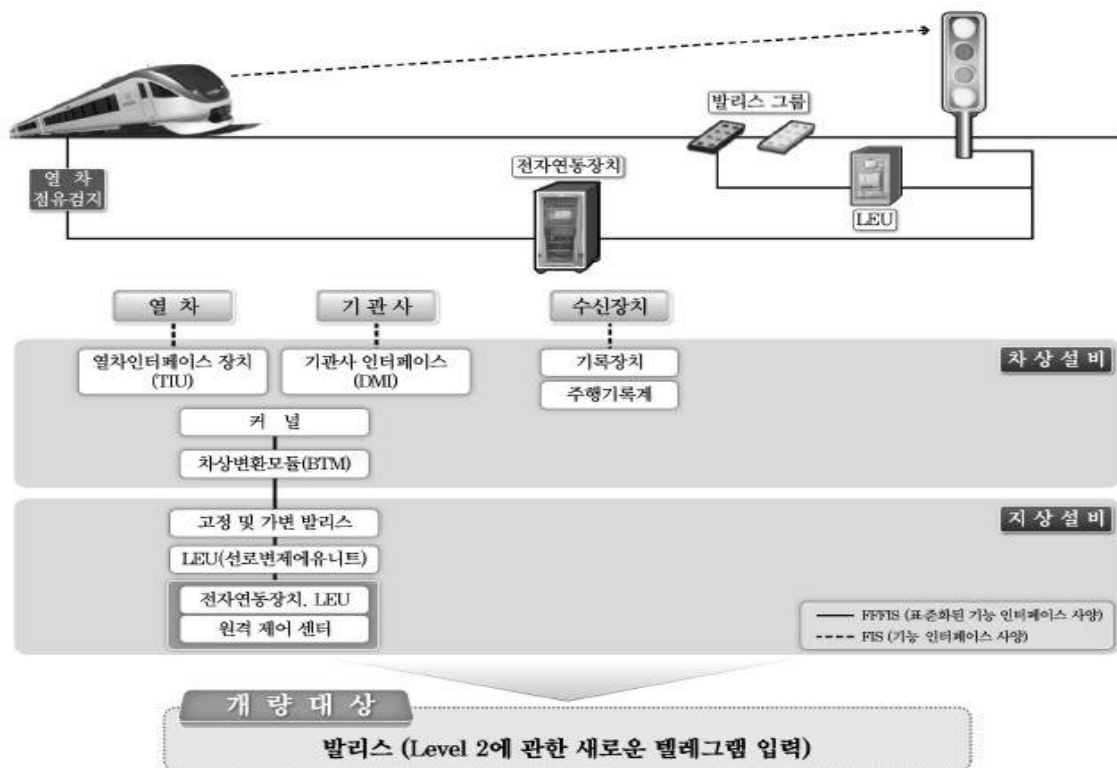 발리스 그룹
전자연동장치
열 차
점유검지
LEU
열 차
기 관 사
수신장치
열차인터페이스 장치
(TIU)
기관사 인터페이스
(DMI)
기록장치
차 상 설 비
주행기록계
커 널
차상변환모듈(BTM)
고정 및 가변 발리스
지 상 설 비
LEU(선로변제에유니트)
전자연동장치, LEU
원격 제어 센터
FFFIS (표준화된 기능 인터페이스 사양)
FIS (기능 인터페이스 사양)
개 량 대 상
발리스 (Level 2에 관한 새로운 텔레그램 입력)